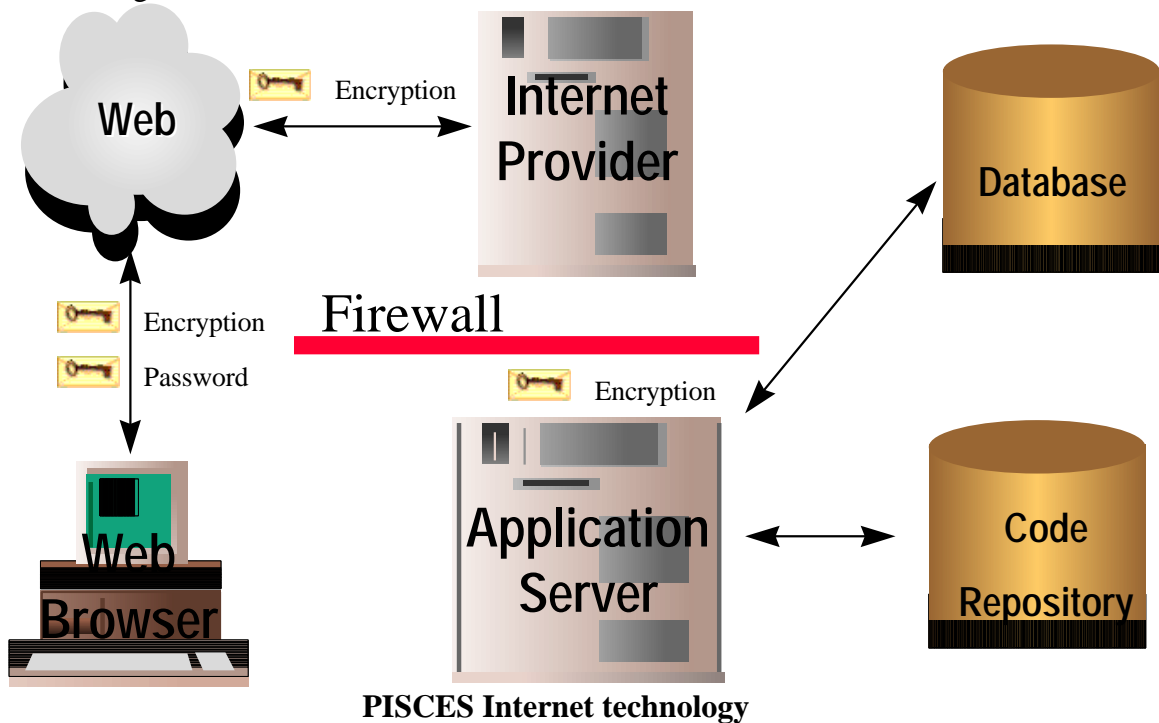 Web
Encryption
Internet
Provider
Database
Encryption
Password
Firewall
Encryption
Web
Browser
Application
Server
Code
Repository
PISCES Internet technology